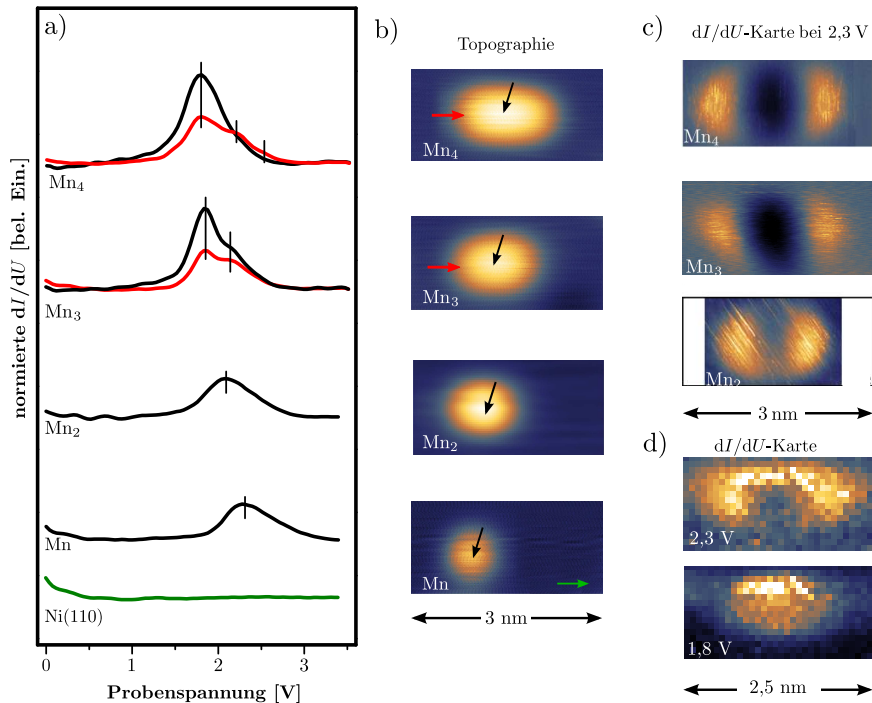 a)
normierte dI/dU [bel. Ein.]
Mn4
Mn3
Mn2
Mn
Ni(110)
0
1
2
3
Probenspannung [V]
b)
Topographie
Mn4
Mn3
Mn2
Mn
3 nm
c)
dI/dU-Karte bei 2,3 V
Mn4
Mn3
Mn2
3 nm
d)
dI/dU-Karte
2,3 V
1,8 V
2,5 nm